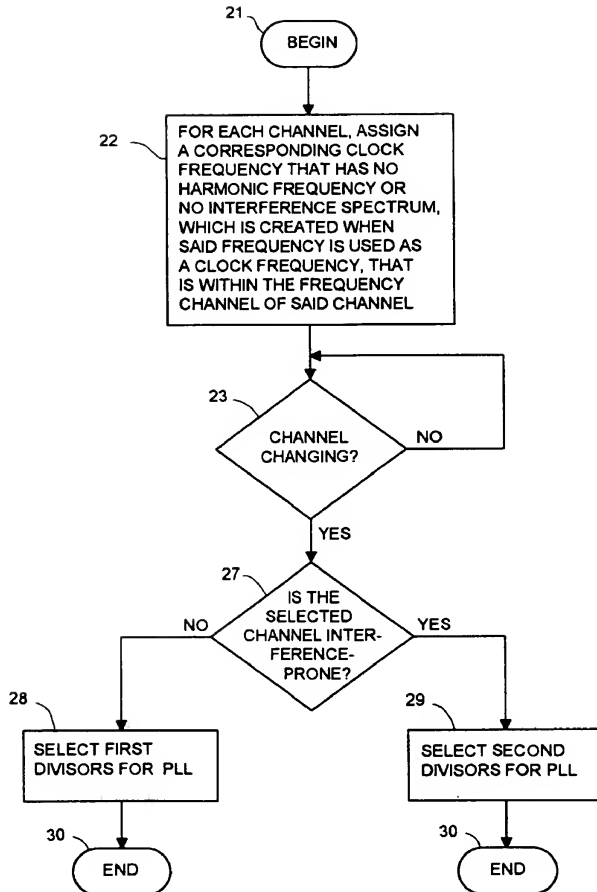 21
BEGIN
22
FOR EACH CHANNEL, ASSIGN
A CORRESPONDING CLOCK
FREQUENCY THAT HAS NO
HARMONIC FREQUENCY OR
NO INTERFERENCE SPECTRUM,
WHICH IS CREATED WHEN
SAID FREQUENCY IS USED AS
A CLOCK FREQUENCY, THAT
IS WITHIN THE FREQUENCY
CHANNEL OF SAID CHANNEL
23
CHANNEL
CHANGING?
NO
YES
27
IS THE
SELECTED
CHANNEL INTER-
FERENCE-
PRONE?
NO
YES
28
SELECT FIRST
DIVISORS FOR PLL
29
SELECT SECOND
DIVISORS FOR PLL
30
END
30
END